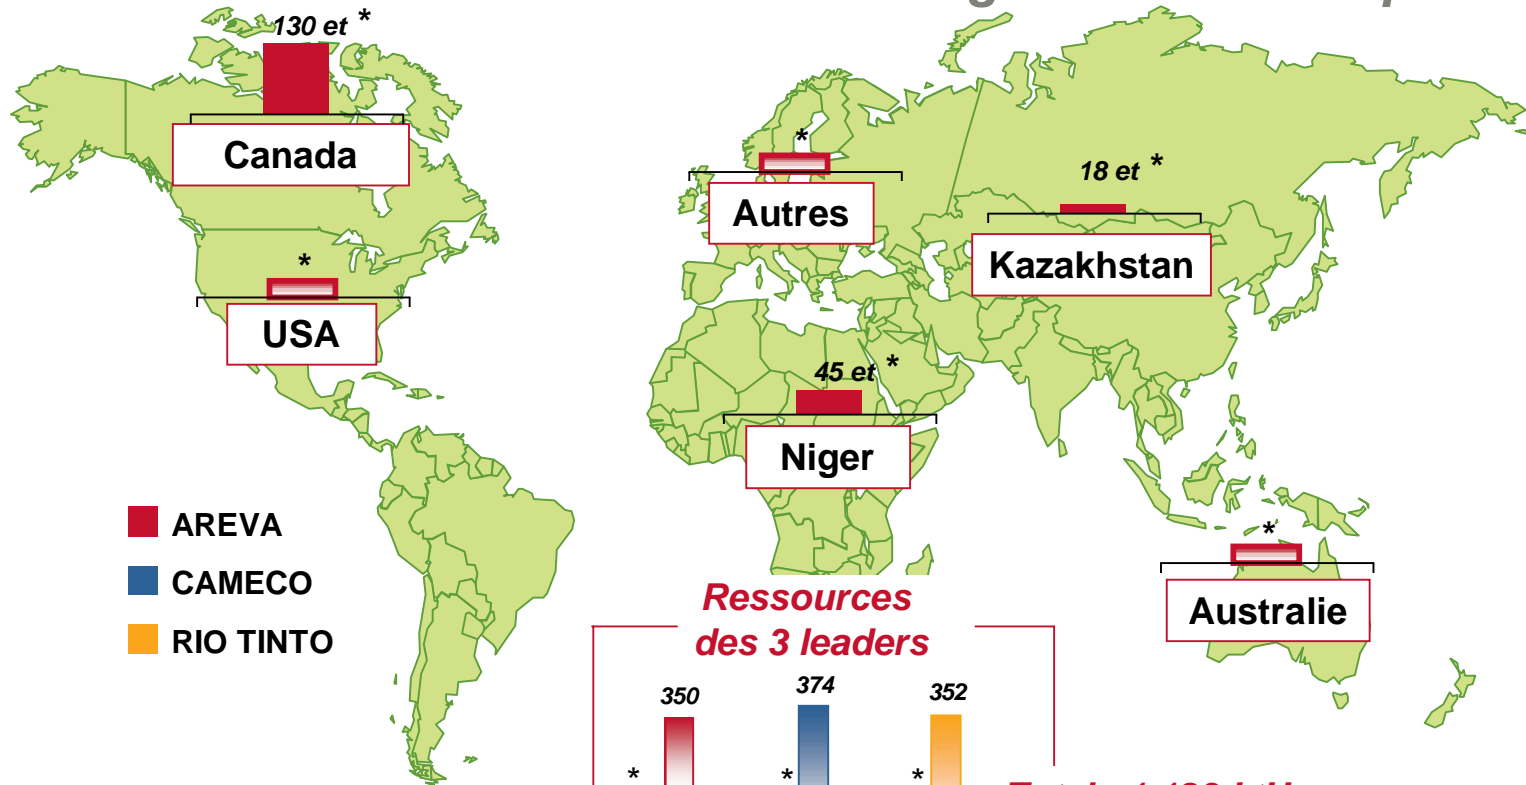 130 et *
Canada
*
Autres
18 et *
Kazakhstan
*
USA
45 et *
Niger
AREVA
CAMECO
RIO TINTO
*
Australie
Ressources
des 3 leaders
350
374
352
* * *